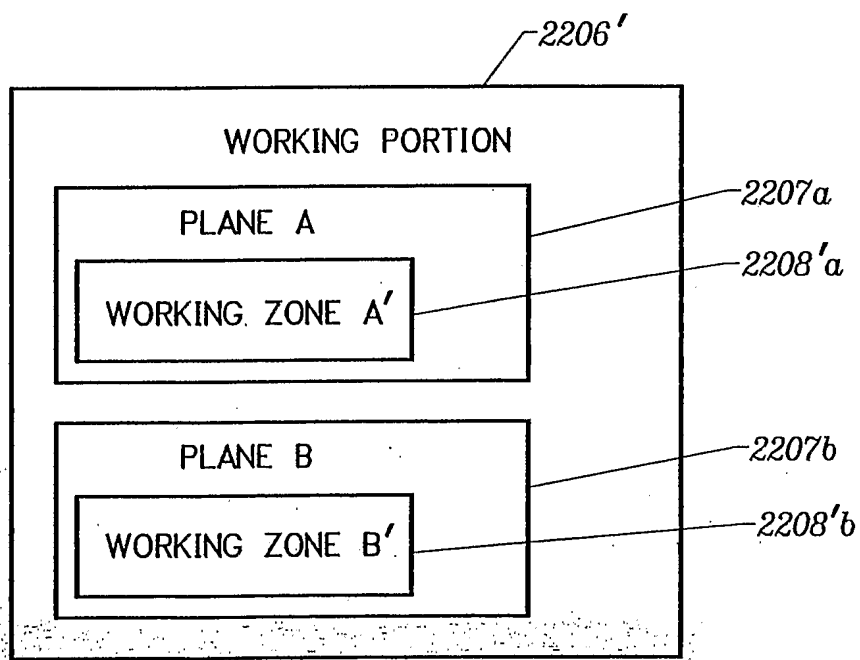 2206'
WORKING PORTION
2207a
PLANE A
2208'a
WORKING ZONE A'
PLANE B
2207b
WORKING ZONE B'
2208'b